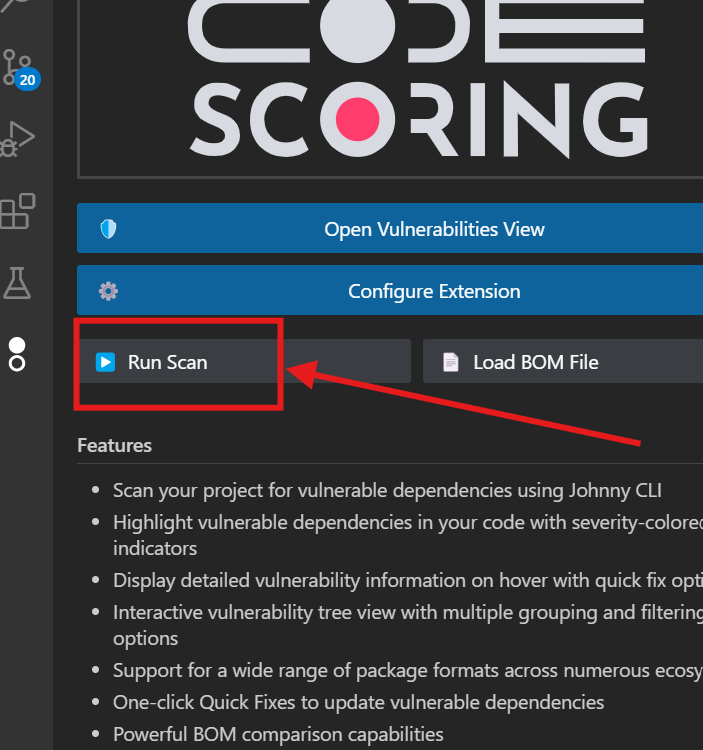 CODE
SCORING
20
Open Vulnerabilities View
Configure Extension
Run Scan
Load BOM File
Features
Scan your project for vulnerable dependencies using Johnny CLI
Highlight vulnerable dependencies in your code with severity-colored
indicators
Display detailed vulnerability information on hover with quick fix opti
Interactive vulnerability tree view with multiple grouping and filtering
options
Support for a wide range of package formats across numerous ecosy
One-click Quick Fixes to update vulnerable dependencies
Powerful BOM comparison capabilities